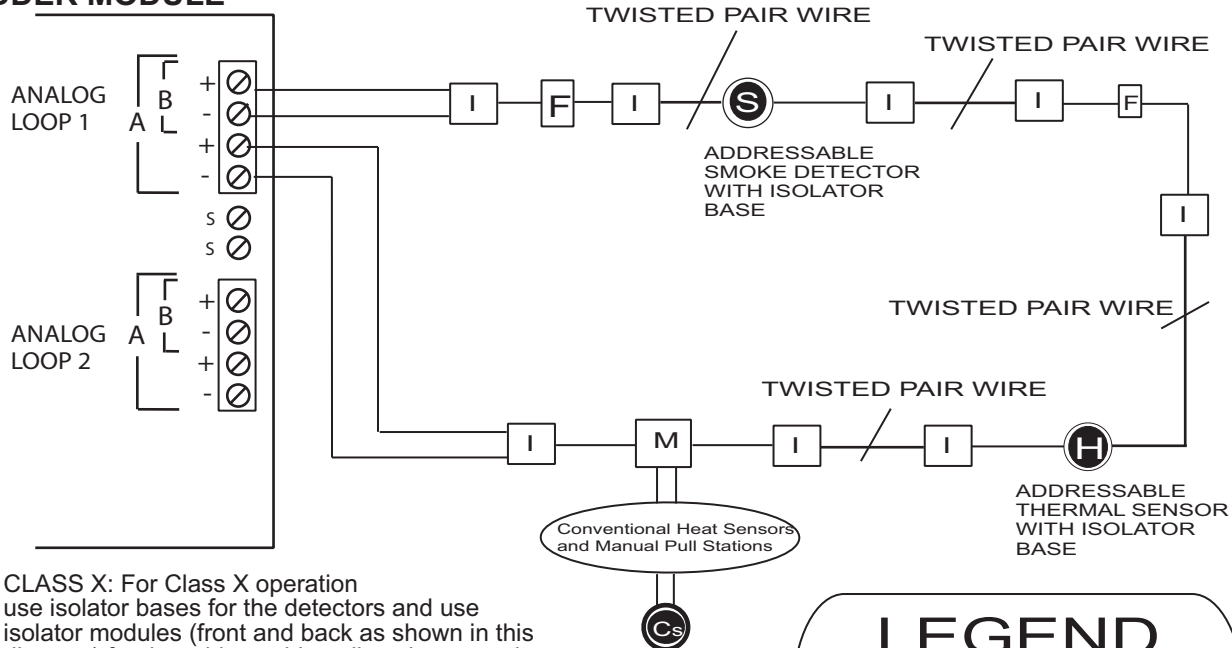 TWISTED PAIR WIRE
TWISTED PAIR WIRE
ANALOG
LOOP 1
A
B
+
-
+
-
I
F
I
S
I
I
F
ADDRESSABLE
SMOKE DETECTOR
WITH ISOLATOR
BASE
S
S
I
ANALOG
LOOP 2
A
B
+
-
+
-
TWISTED PAIR WIRE
TWISTED PAIR WIRE
I
M
I
I
H
ADDRESSABLE
THERMAL SENSOR
WITH ISOLATOR
BASE
Conventional Heat Sensors
and Manual Pull Stations
Cs
CLASS X: For Class X operation
use isolator bases for the detectors and use
isolator modules (front and back as shown in this
LEGEND